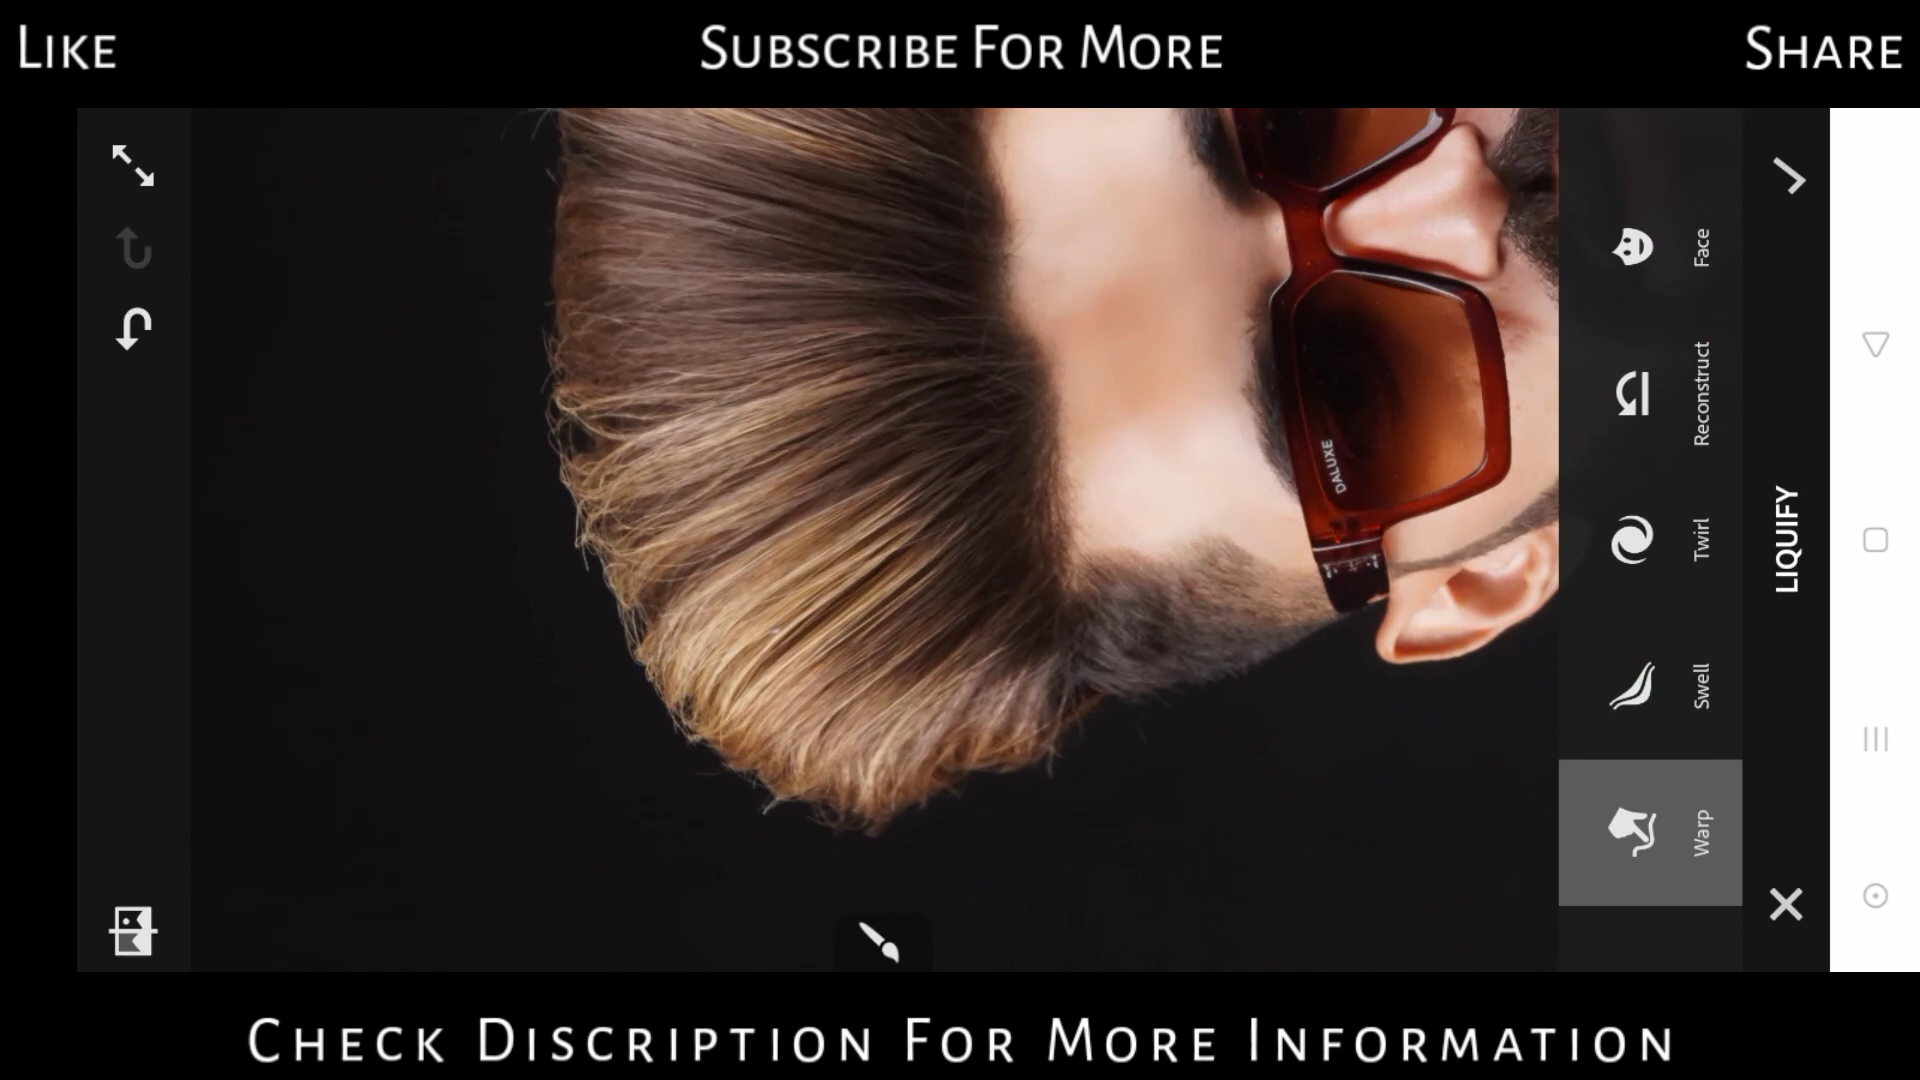 LIKE
SUBSCRIBE FOR MORE
SHARE
Face
Reconstruct
Twirl
Swell
Warp
LIQUIFY
DALUXE
CHECK DISCRIPTION FOR MORE INFORMATION